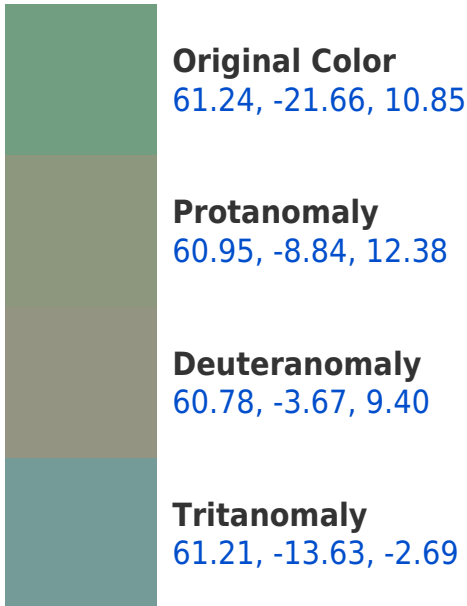 Original Color
61.24, -21.66, 10.85
Protanomaly
60.95, -8.84, 12.38
Deuteranomaly
60.78, -3.67, 9.40
Tritanomaly
61.21, -13.63, -2.69